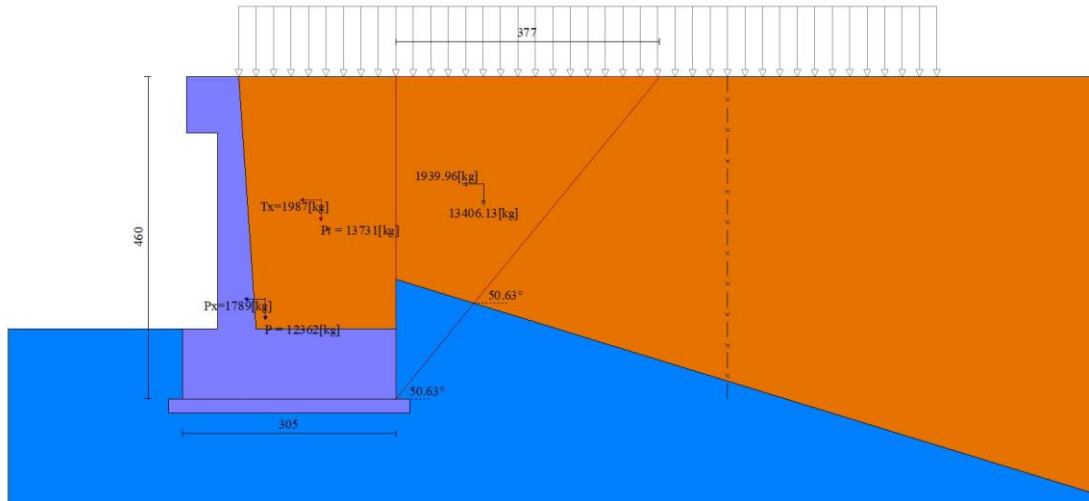 377
1939.96[kg]
13406.13[kg]
Tx=1987[kg]
Pt = 13731[kg]
460
50.63°
Px=1789[kg]
P = 12362[kg]
50.63°
305